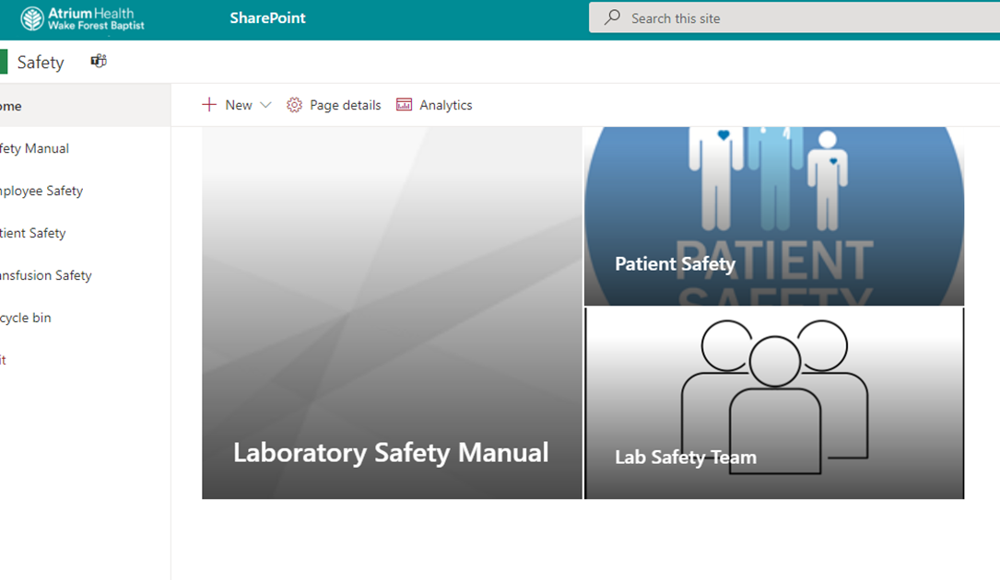 Atrium Health
Wake Forest Baptist
SharePoint
Search this site
Safety
ome
New
Page details
Analytics
fety Manual
nployee Safety
tient Safety
ansfusion Safety
cycle bin
it
PATIENT
SAFETY
Patient Safety
Laboratory Safety Manual
Lab Safety Team